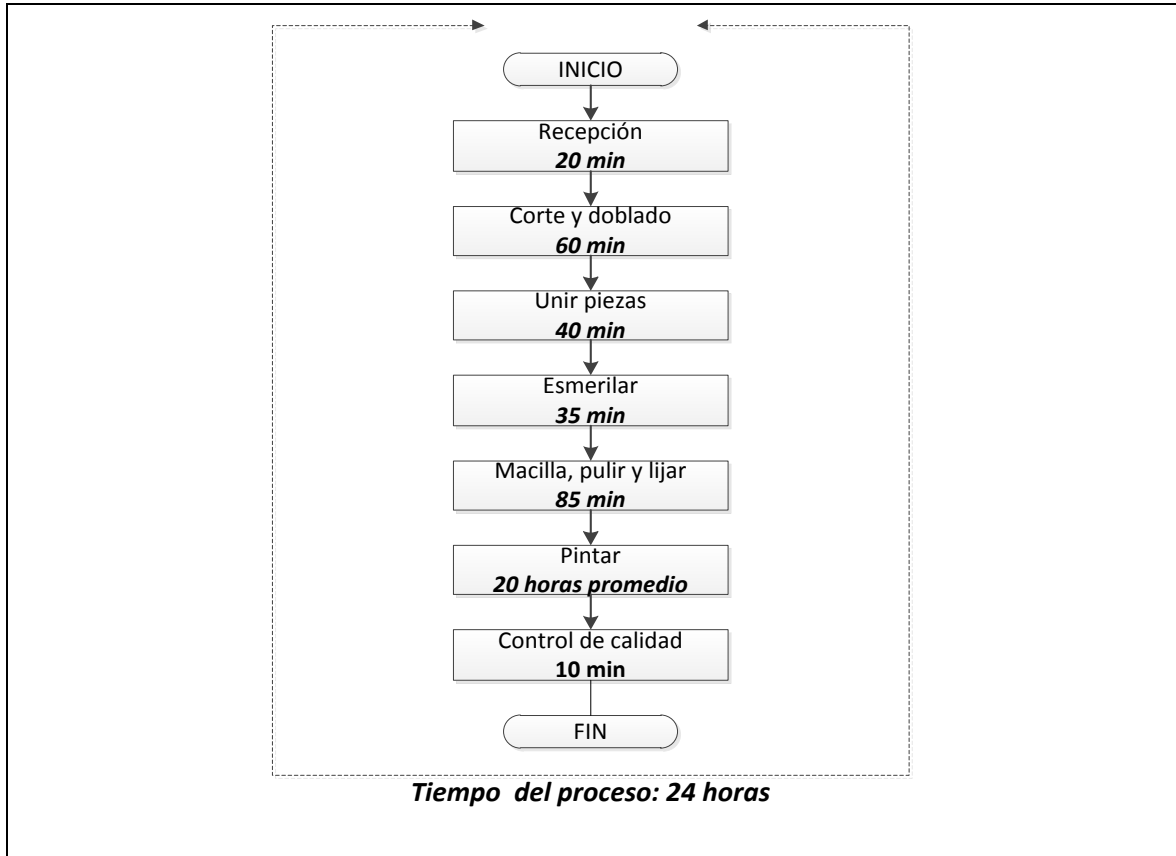 INICIO
Recepción
20 min
Corte y doblado
60 min
Unir piezas
40 min
Esmerilar
35 min
Macilla, pulir y lijar
85 min
Pintar
20 horas promedio
Control de calidad
10 min
FIN
Tiempo del proceso: 24 horas